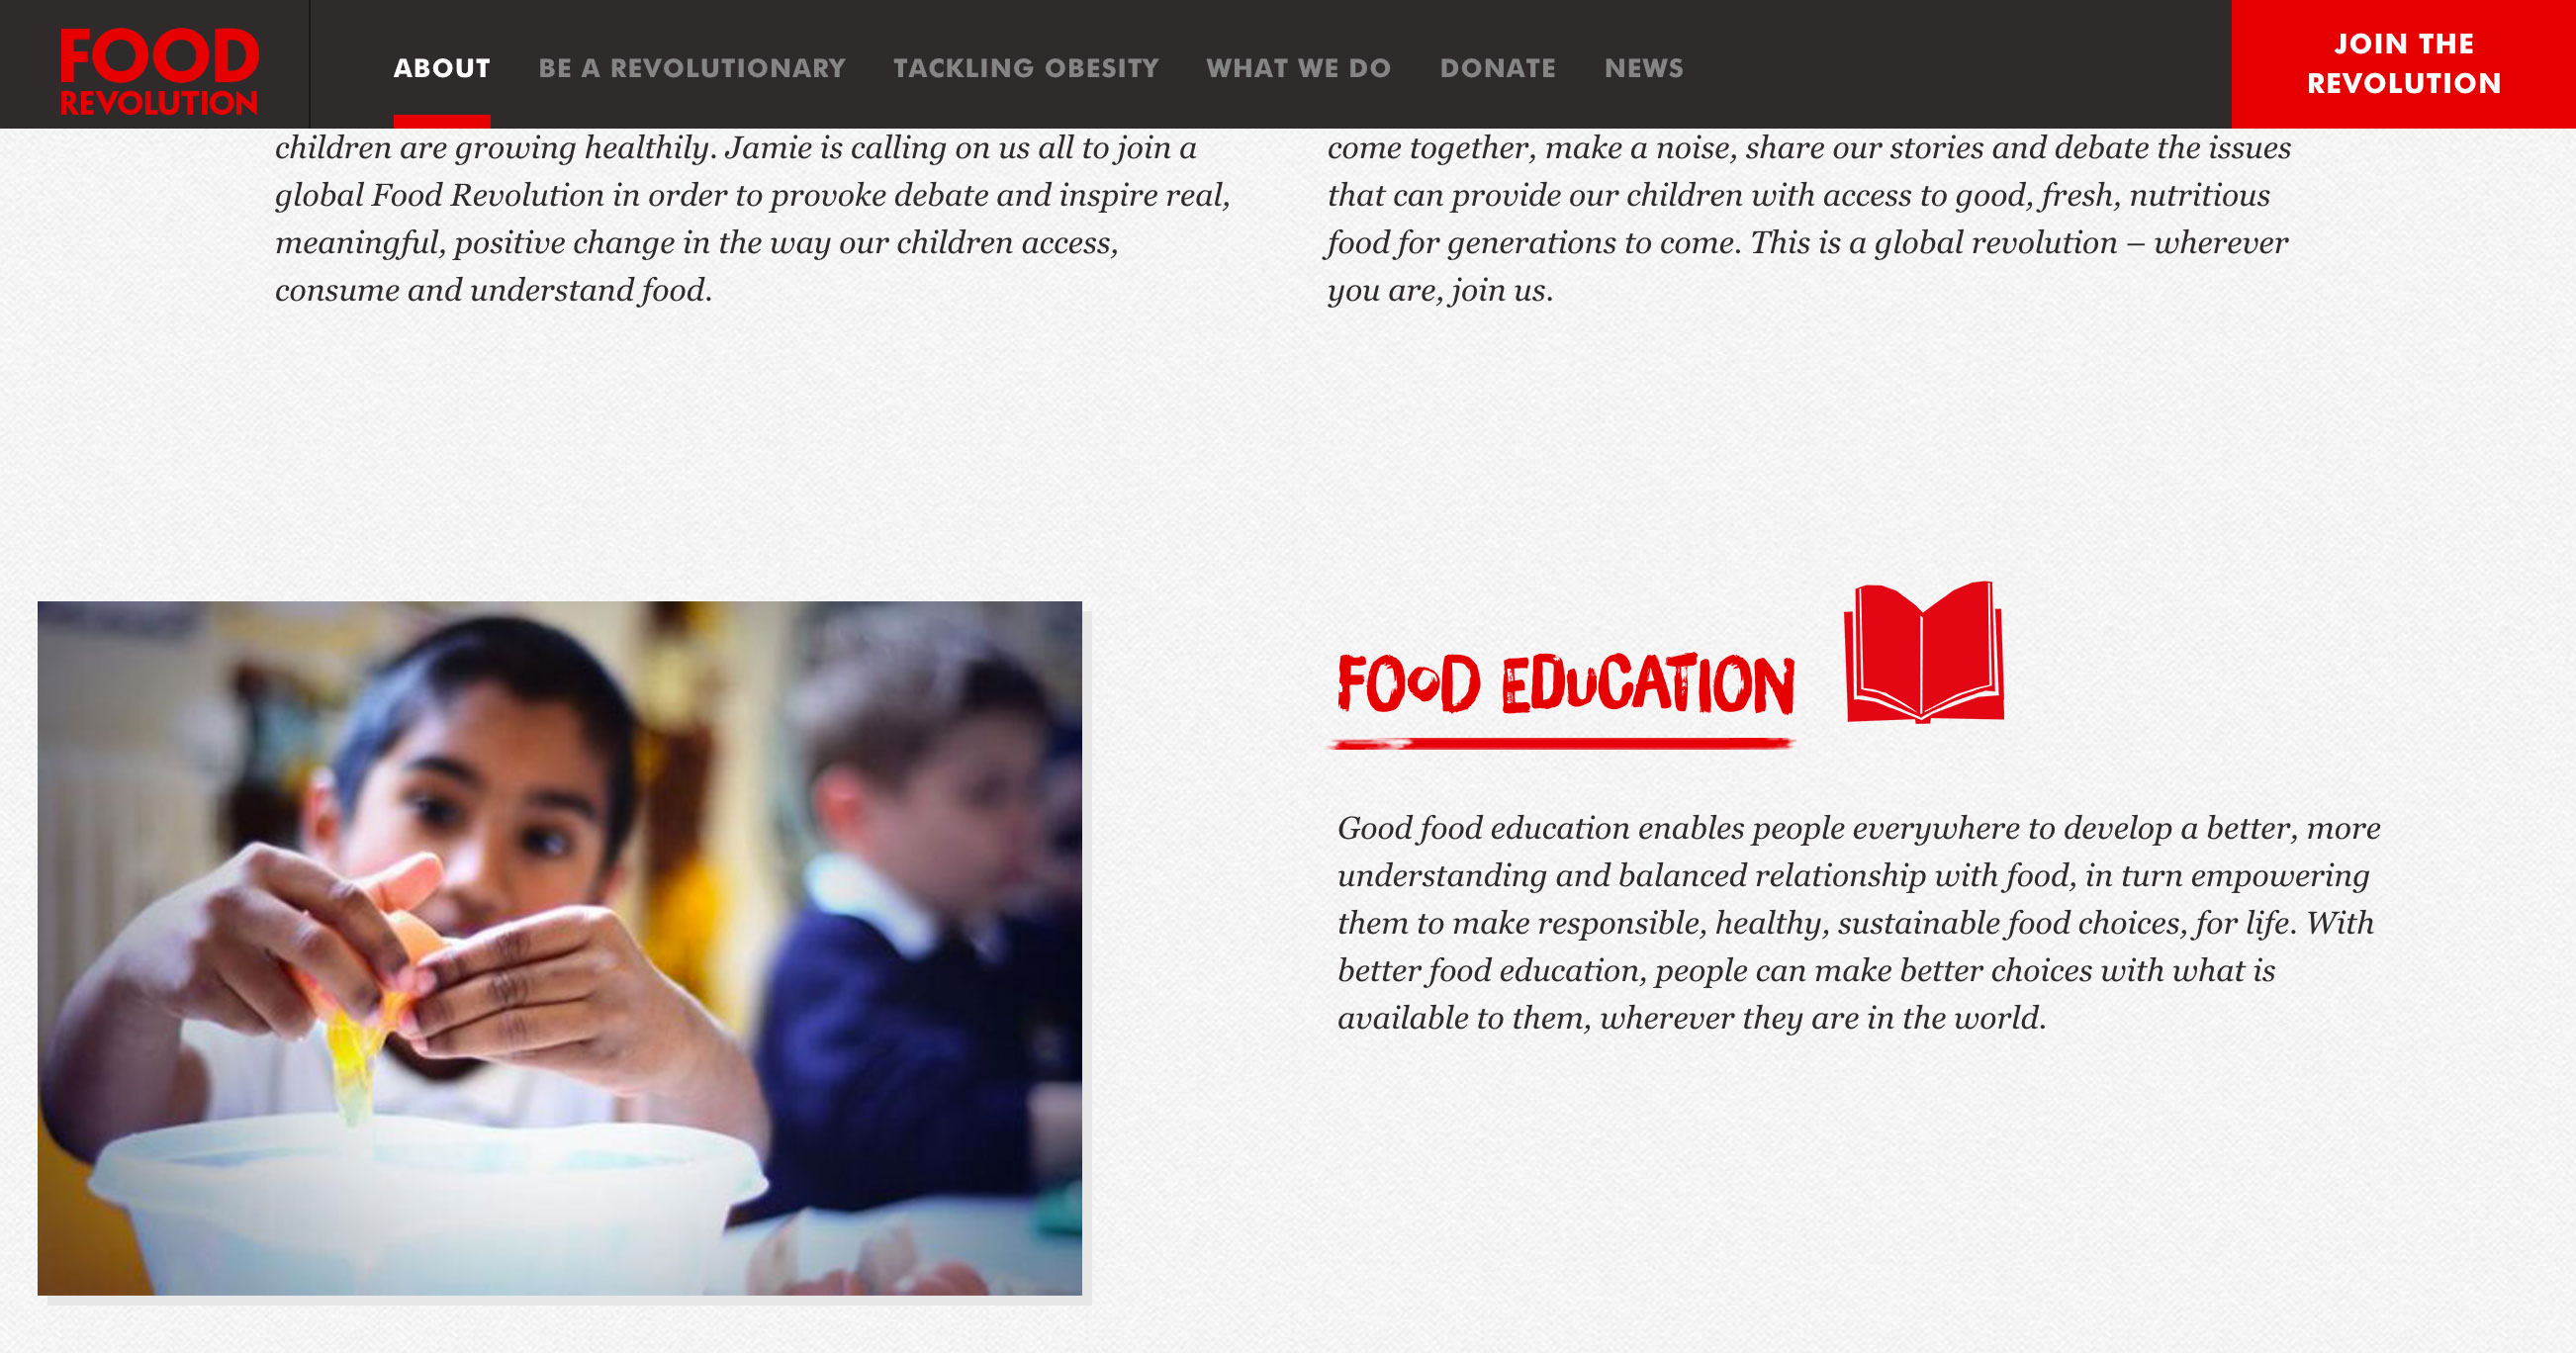 FOOD
REVOLUTION
ABOUT
BE A REVOLUTIONARY
TACKLING OBESITY
WHAT WE DO
DONATE
NEWS
JOIN THE
REVOLUTION
children are growing healthily. Jamie is calling on us all to join a
global Food Revolution in order to provoke debate and inspire real,
meaningful, positive change in the way our children access,
consume and understand food.
come together, make a noise, share our stories and debate the issues
that can provide our children with access to good, fresh, nutritious
food for generations to come. This is a global revolution – wherever
you are, join us.
FOOD EDUCATION
Good food education enables people everywhere to develop a better, more
understanding and balanced relationship with food, in turn empowering
them to make responsible, healthy, sustainable food choices, for life. With
better food education, people can make better choices with what is
available to them, wherever they are in the world.